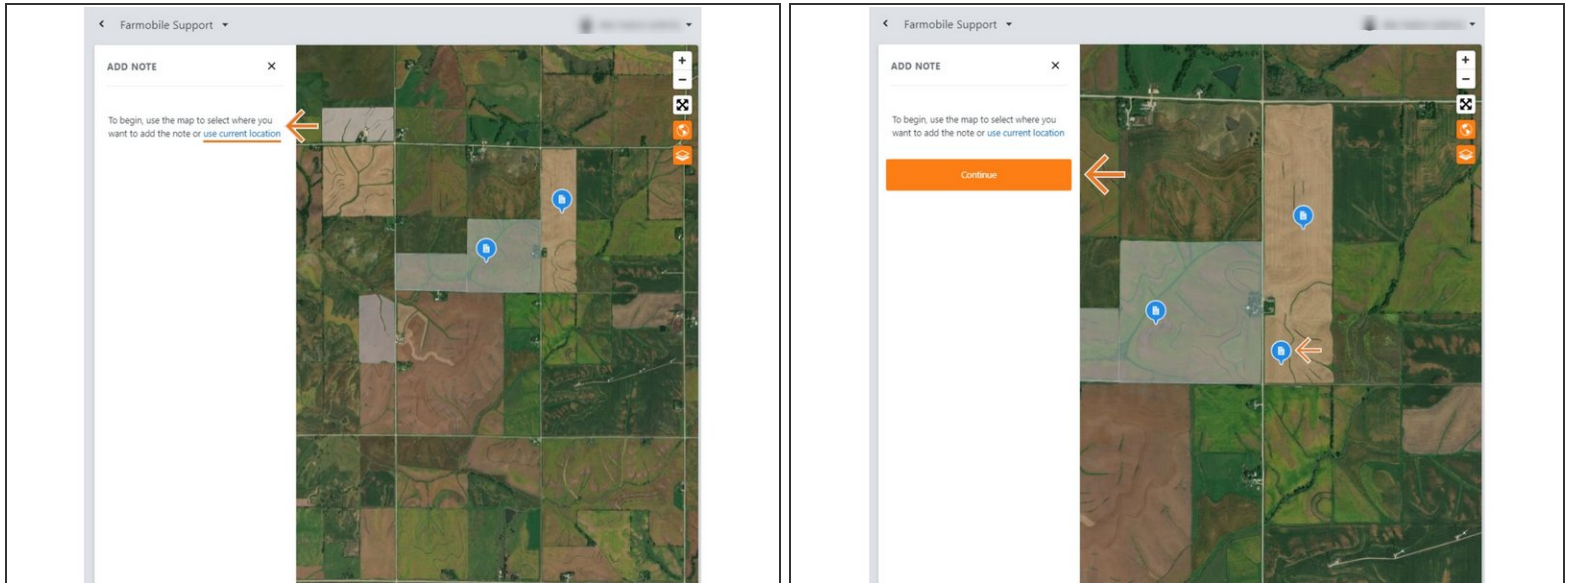 Farmobile Support
ADD NOTE
To begin, use the map to select where you
want to add the note or use current location
Farmobile Support
ADD NOTE
To begin, use the map to select where you
want to add the note or use current location
Continue